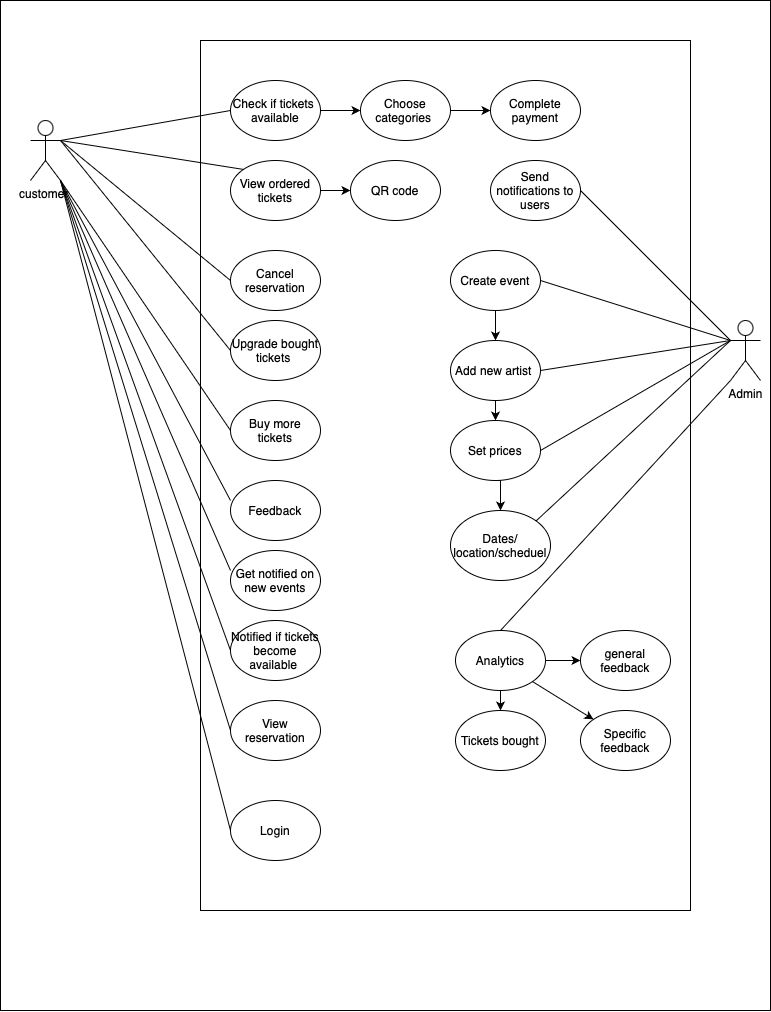 Check if tickets
available
Choose
categories
Complete
payment
customer
View ordered
tickets
QR code
Send
notifications to
users
Cancel
reservation
Create event
Upgrade bought
tickets
Add new artist
Admin
Buy more
tickets
Set prices
Feedback
Dates/
location/scheduel
Get notified on
new events
Notified if tickets
become
available
Analytics
general
feedback
View
reservation
Tickets bought
Specific
feedback
Login